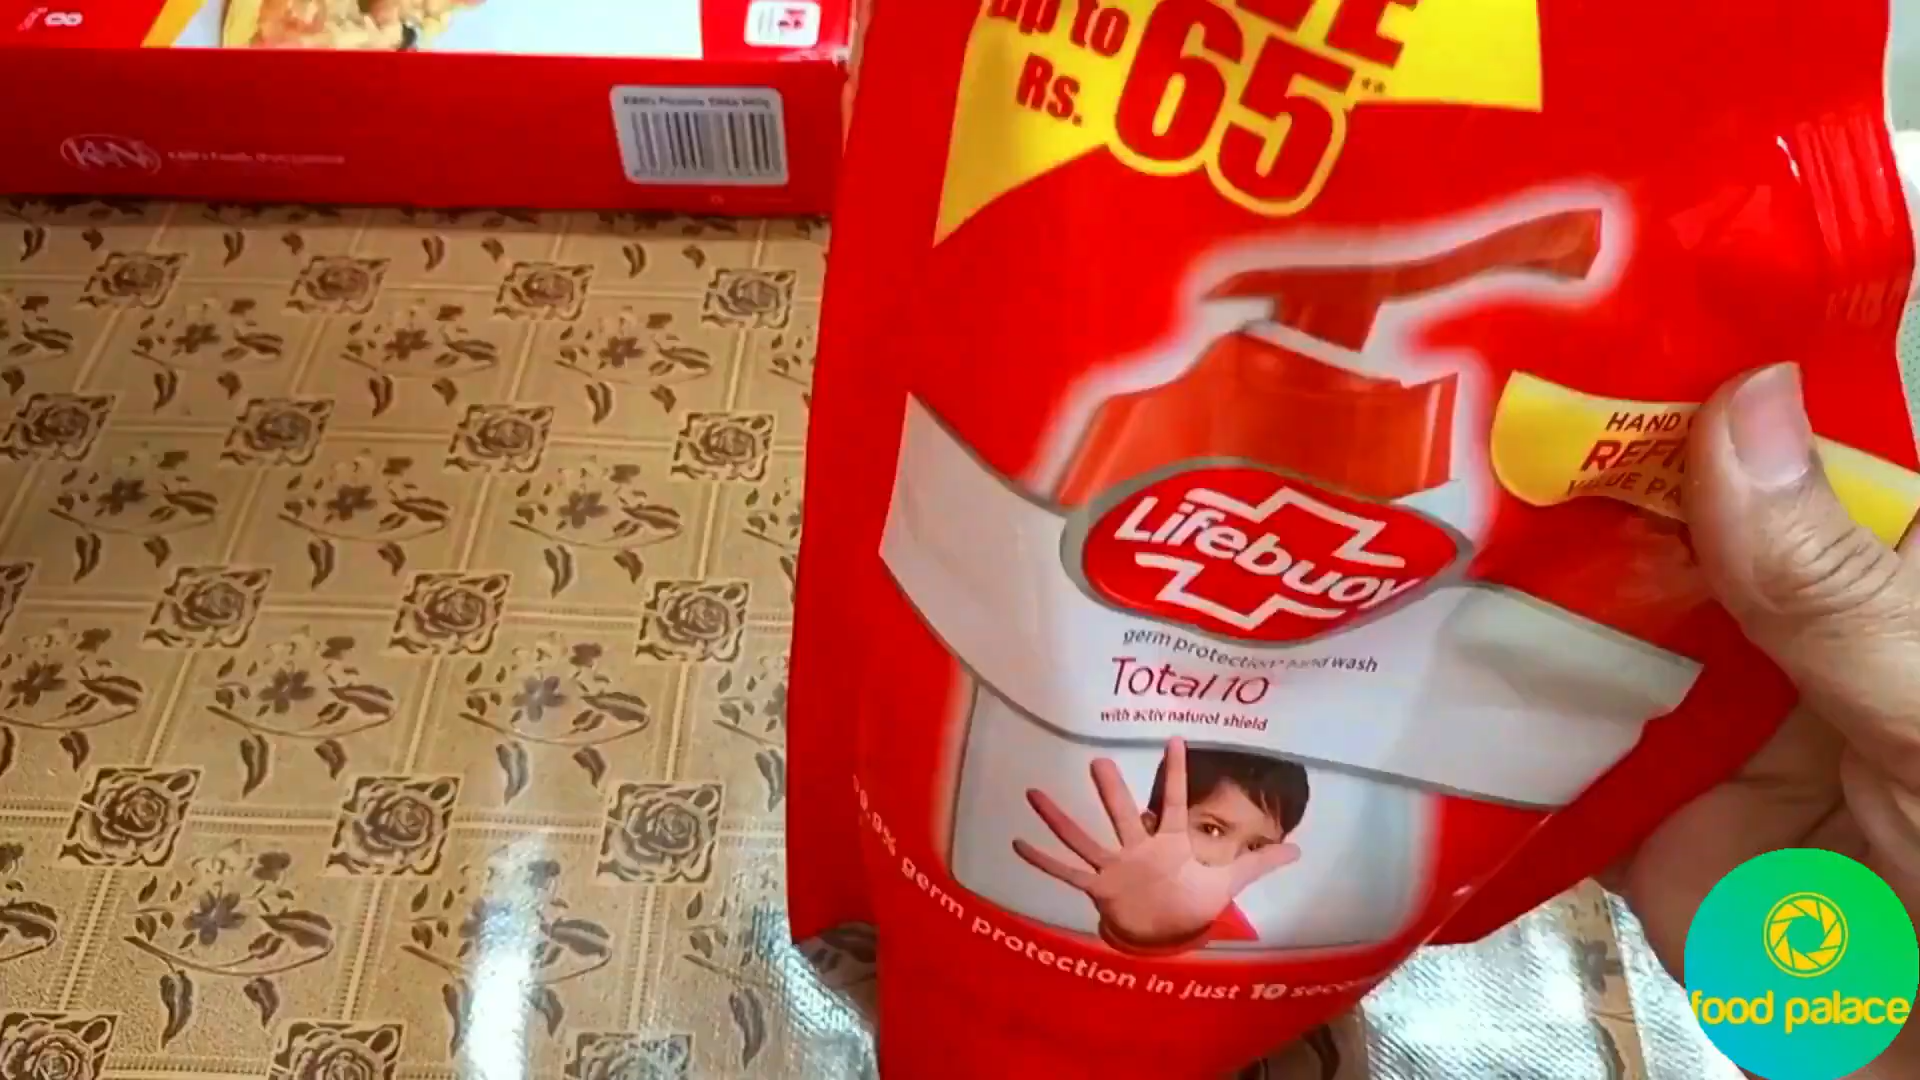 up to
Rs. 65**
K&N's
HAND
Lifebuoy
germ protection* hand wash
Total 10
with activ naturol shield
germ protection in just 10
food palace